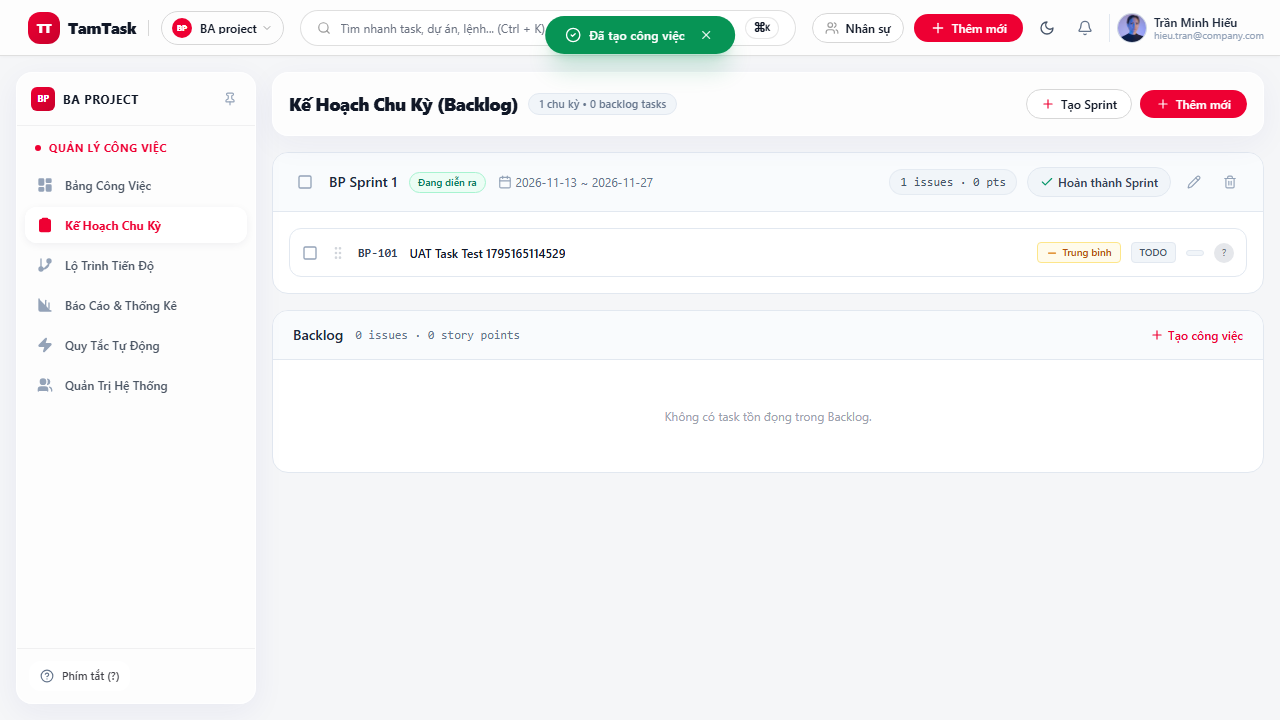 TT TamTask
BP BA project
Tìm nhanh task, dự án, lệnh... (Ctrl + K)
Đã tạo công việc
⌘K
Nhân sự
Thêm mới
Trần Minh Hiếu
hieu.tran@company.com
BP BA PROJECT
QUẢN LÝ CÔNG VIỆC
Bảng Công Việc
Kế Hoạch Chu Kỳ
Lộ Trình Tiến Độ
Báo Cáo & Thống Kê
Quy Tắc Tự Động
Quản Trị Hệ Thống
Phím tắt (?)
Kế Hoạch Chu Kỳ (Backlog)
1 chu kỳ • 0 backlog tasks
Tạo Sprint
Thêm mới
BP Sprint 1 Đang diễn ra 2026-11-13 ~ 2026-11-27
1 issues · 0 pts
Hoàn thành Sprint
BP-101 UAT Task Test 1795165114529
Trung bình
TODO
?
Backlog 0 issues · 0 story points
Tạo công việc
Không có task tồn đọng trong Backlog.